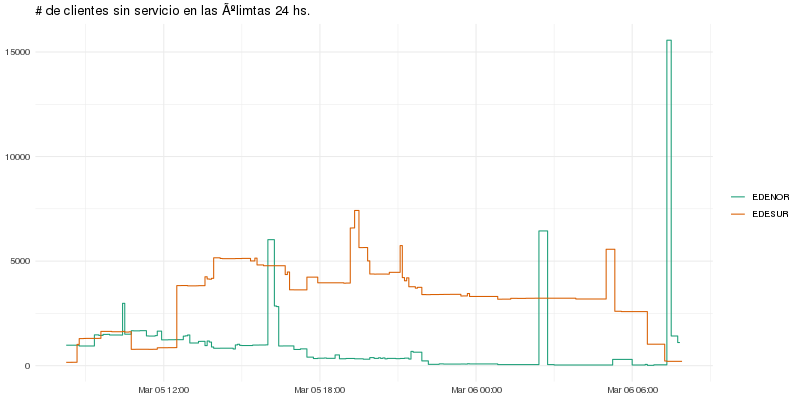 # de clientes sin servicio en las Ãºlimtas 24 hs.
15000
10000
5000
0
Mar 05 12:00
Mar 05 18:00
Mar 06 00:00
Mar 06 06:00
EDENOR
EDESUR